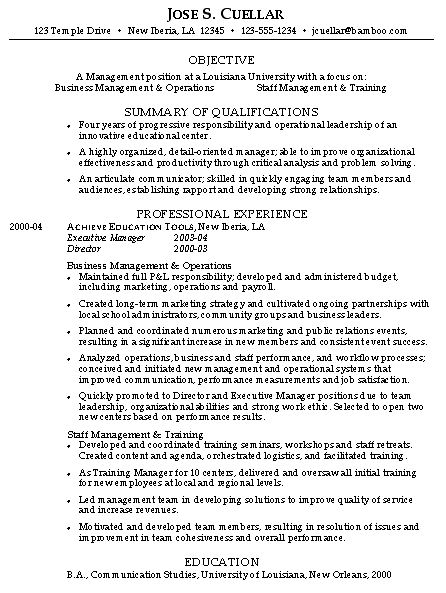 JOSE S. CUELLAR
123 Temple Drive • New Iberia, LA 12345 • 123-555-1234 • jcuellar@bamboo.com
OBJECTIVE
A Management position at a Louisiana University with a focus on:
Business Management & Operations Staff Management & Training
SUMMARY OF QUALIFICATIONS
• Four years of progressive responsibility and operational leadership of an
innovative educational center.
• A highly organized, detail-oriented manager; able to improve organizational
effectiveness and productivity through critical analysis and problem solving.
• An articulate communicator; skilled in quickly engaging team members and
audiences, establishing rapport and developing strong relationships.
PROFESSIONAL EXPERIENCE
2000-04 ACHIEVE EDUCATION TOOLS, New Iberia, LA
Executive Manager 2003-04
Director 2000-03
Business Management & Operations
• Maintained full P&L responsibility; developed and administered budget,
including marketing, operations and payroll.
• Created long-term marketing strategy and cultivated ongoing partnerships with
local school administrators, community groups and business leaders.
• Planned and coordinated numerous marketing and public relations events,
resulting in a significant increase in new members and consistent event success.
• Analyzed operations, business and staff performance, and workflow processes;
conceived and initiated new management and operational systems that
improved communication, performance measurements and job satisfaction.
• Quickly promoted to Director and Executive Manager positions due to team
leadership, organizational abilities and strong work ethic. Selected to open two
new centers based on performance results.
Staff Management & Training
• Developed and coordinated training seminars, workshops and staff retreats.
Created content and agenda, orchestrated logistics, and facilitated training.
• As Training Manager for 10 centers, delivered and oversaw all initial training
for new employees at local and regional levels.
• Led management team in developing solutions to improve quality of service
and increase revenues.
• Motivated and developed team members, resulting in resolution of issues and
improvement in team cohesiveness and overall performance.
EDUCATION
B.A., Communication Studies, University of Louisiana, New Orleans, 2000